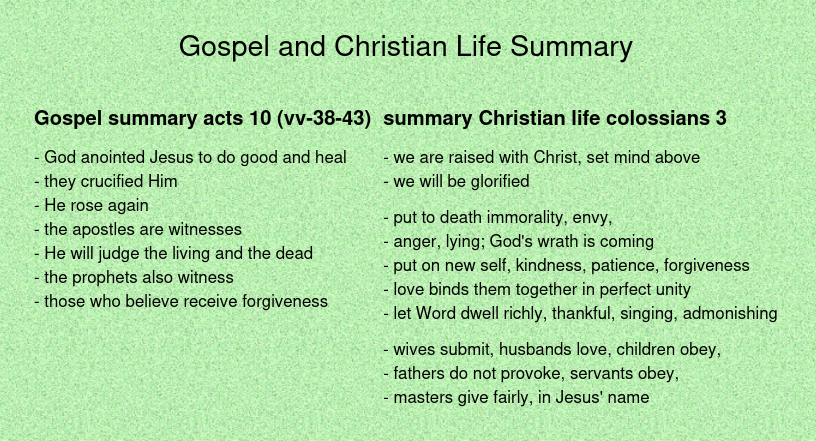 Gospel and Christian Life Summary
Gospel summary acts 10 (vv-38-43)
- God anointed Jesus to do good and heal
- they crucified Him
- He rose again
- the apostles are witnesses
- He will judge the living and the dead
- the prophets also witness
- those who believe receive forgiveness
summary Christian life colossians 3
- we are raised with Christ, set mind above
- we will be glorified
- put to death immorality, envy,
- anger, lying; God's wrath is coming
- put on new self, kindness, patience, forgiveness
- love binds them together in perfect unity
- let Word dwell richly, thankful, singing, admonishing
- wives submit, husbands love, children obey,
- fathers do not provoke, servants obey,
- masters give fairly, in Jesus' name